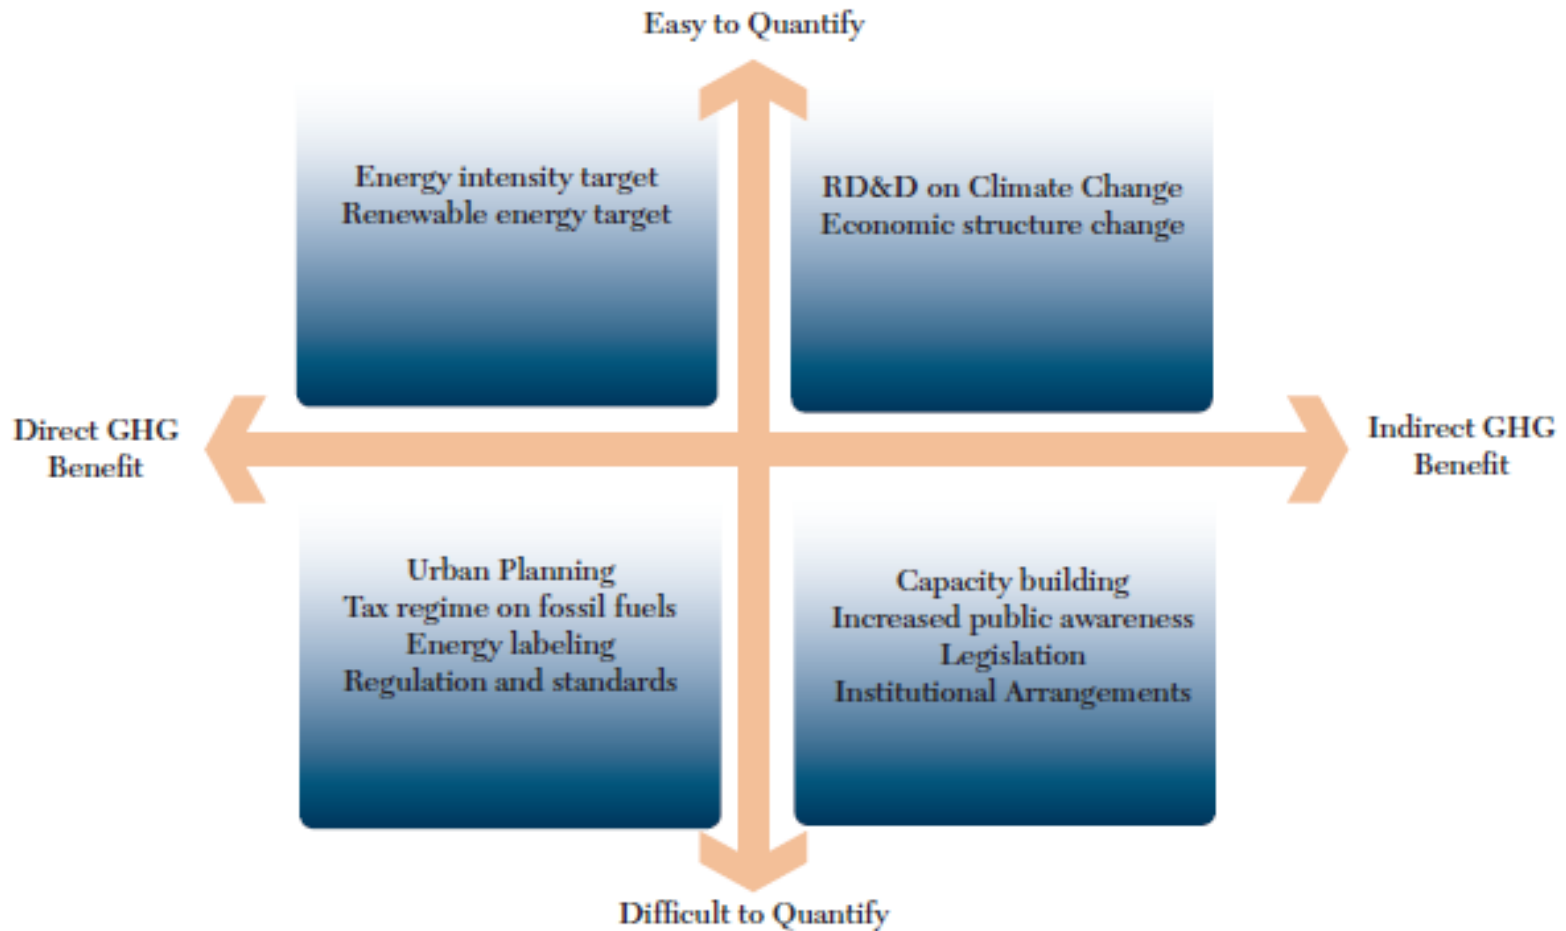 Easy to Quantify
Energy intensity target
Renewable energy target
RD&D on Climate Change
Economic structure change
Direct GHG
Benefit
Indirect GHG
Benefit
Urban Planning
Tax regime on fossil fuels
Energy labeling
Regulation and standards
Capacity building
Increased public awareness
Legislation
Institutional Arrangements
Difficult to Quantify